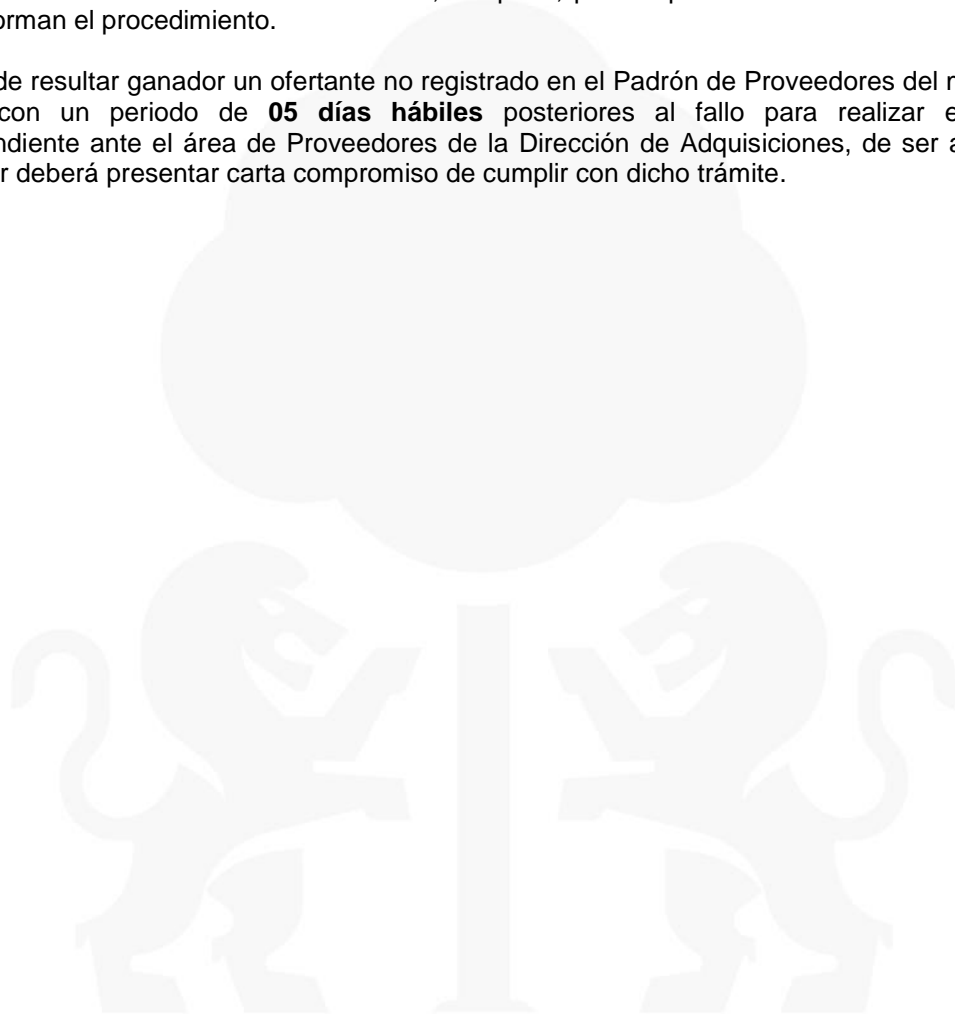 orman el procedimiento.
de resultar ganador un ofertante no registrado en el Padrón de Proveedores del
con un periodo de 05 días hábiles posteriores al fallo para realizar
ndiente ante el área de Proveedores de la Dirección de Adquisiciones, de ser
r deberá presentar carta compromiso de cumplir con dicho trámite.